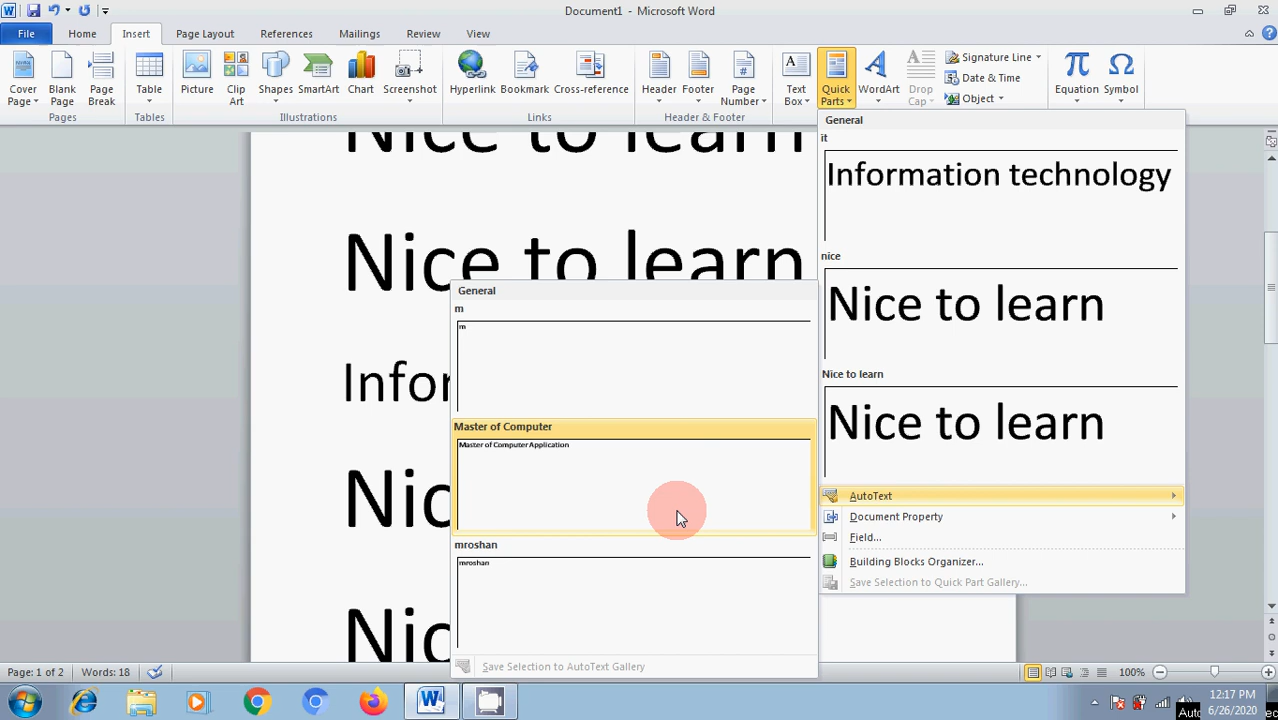 Document1 - Microsoft Word
File Home Insert Page Layout References Mailings Review View
Cover Page
Blank Page
Page Break
Table
Picture
Clip Art
Shapes
SmartArt
Chart
Screenshot
Hyperlink
Bookmark
Cross-reference
Header
Footer
Page Number
Text Box
Quick Parts
WordArt
Drop Cap
Signature Line
Date & Time
Object
Equation
Symbol
Pages Tables Illustrations Links Header & Footer
Nice to learn
Nice to learn
Infor
Nic
Nic
General
it
Information technology
nice
Nice to learn
Nice to learn
Nice to learn
AutoText
Document Property
Field...
Building Blocks Organizer...
Save Selection to Quick Part Gallery...
General
m
m
Master of Computer
Master of Computer Application
mroshan
mroshan
Save Selection to AutoText Gallery
Page: 1 of 2 Words: 18 100%
12:17 PM
6/26/2020